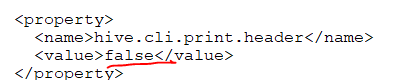 <property>
<name>hive.cli.print.header</name>
<value>false</value>
</property>